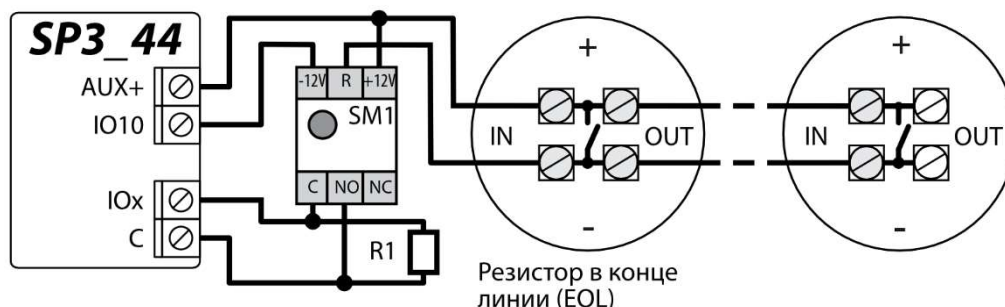 SP3_44
AUX+
IO10
IOx
C
-12V R +12V
SM1
C NO NC
R1
+
IN OUT
-
+
IN OUT
-
Резистор в конце
линии (EOL)